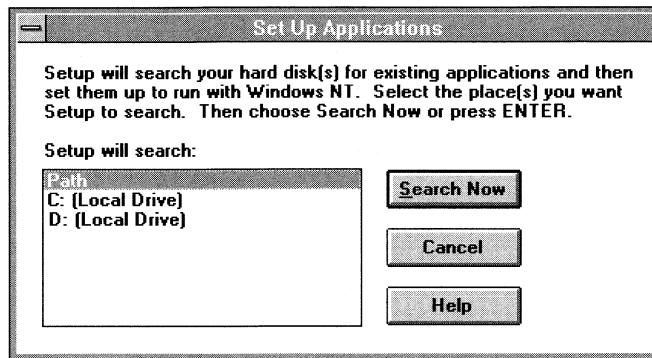 Set Up Applications
Setup will search your hard disk(s) for existing applications and then
set them up to run with Windows NT. Select the place(s) you want
Setup to search. Then choose Search Now or press ENTER.
Setup will search:
Path
C: (Local Drive)
D: (Local Drive)
Search Now
Cancel
Help